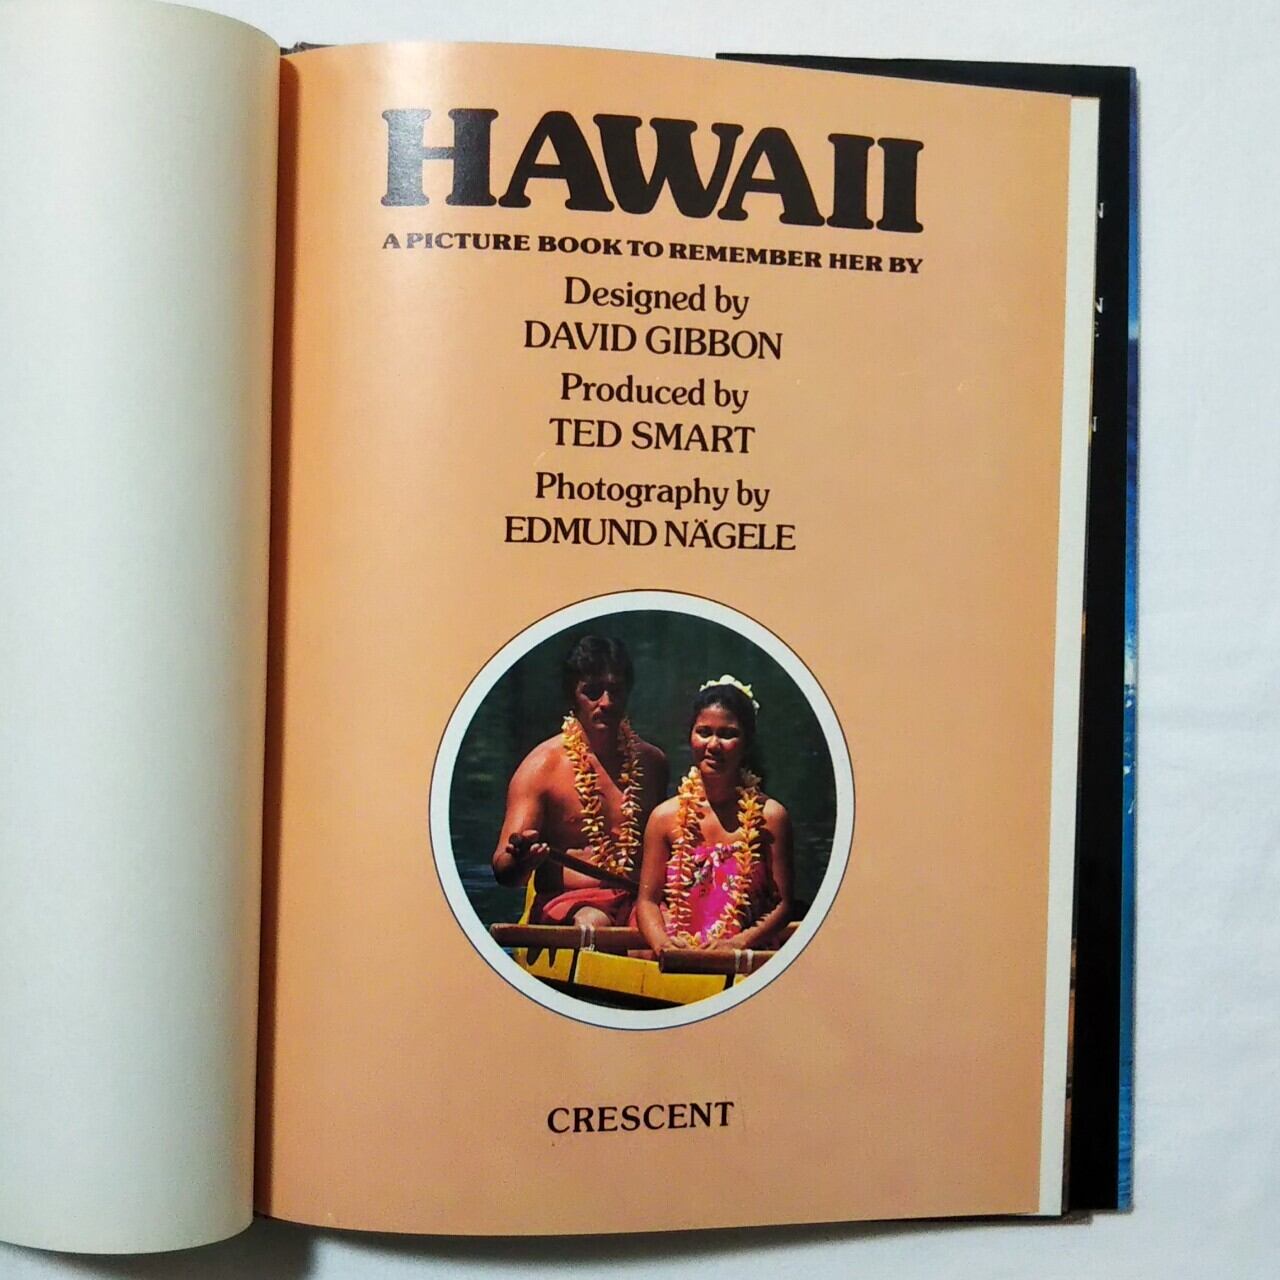 HAWAII
A PICTURE BOOK TO REMEMBER HER BY
Designed by
DAVID GIBBON
Produced by
TED SMART
Photography by
EDMUND NÄGELE
CRESCENT